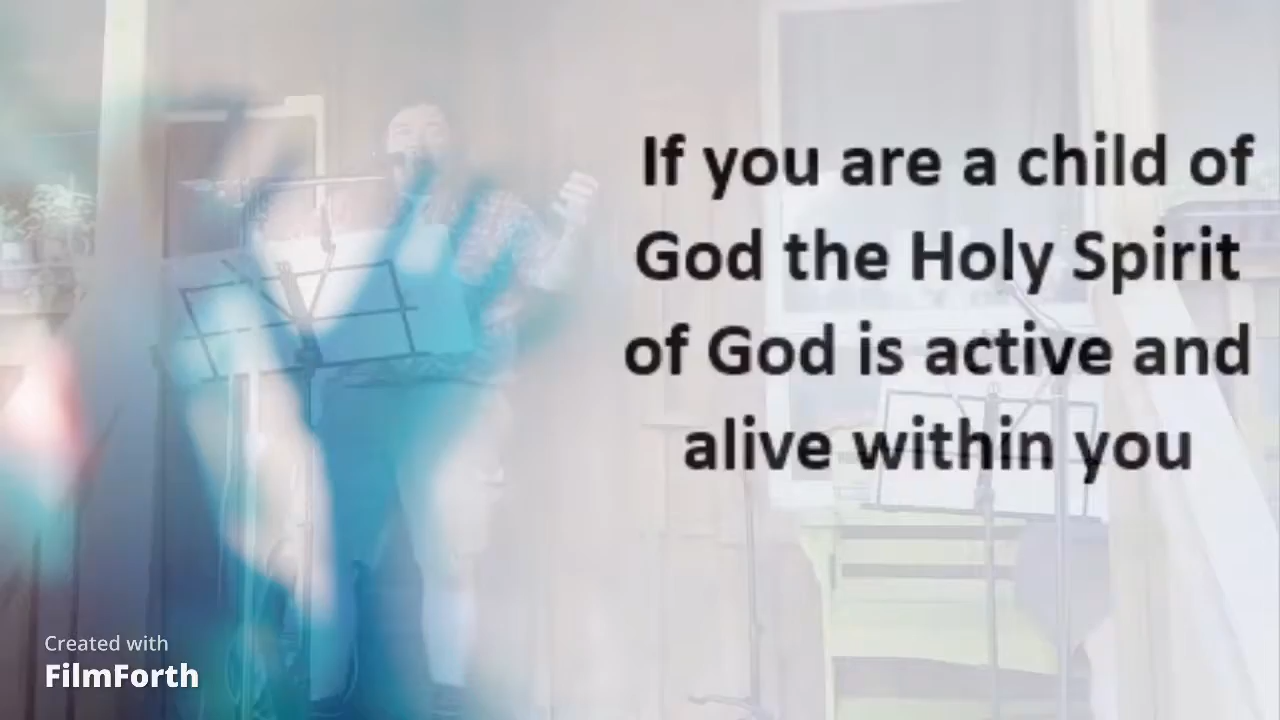 If you are a child of
God the Holy Spirit
of God is active and
alive within you
Created with
FilmForth